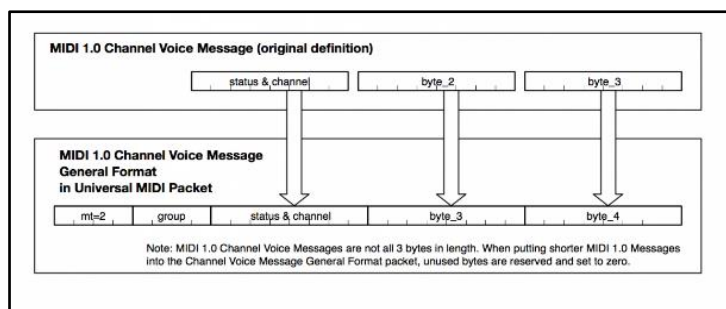 MIDI 1.0 Channel Voice Message (original definition)
status & channel byte_2 byte_3
MIDI 1.0 Channel Voice Message
General Format
in Universal MIDI Packet
mt=2 group status & channel byte_3 byte_4
Note: MIDI 1.0 Channel Voice Messages are not all 3 bytes in length. When putting shorter MIDI 1.0 Messages
into the Channel Voice Message General Format packet, unused bytes are reserved and set to zero.